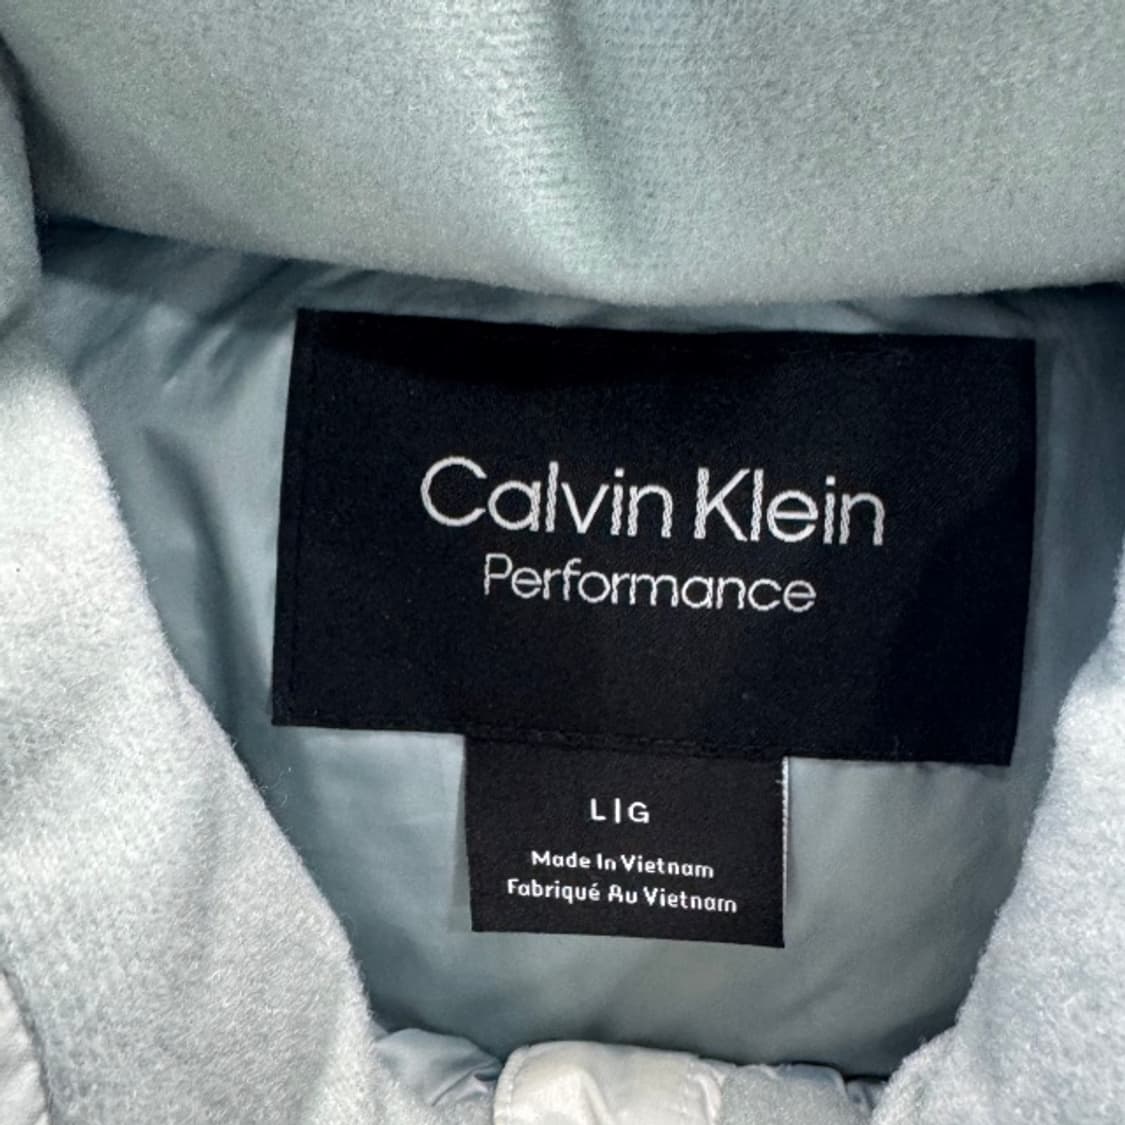 Calvin Klein
Performance
L|G
Made In Vietnam
Fabriqué Au Vietnam